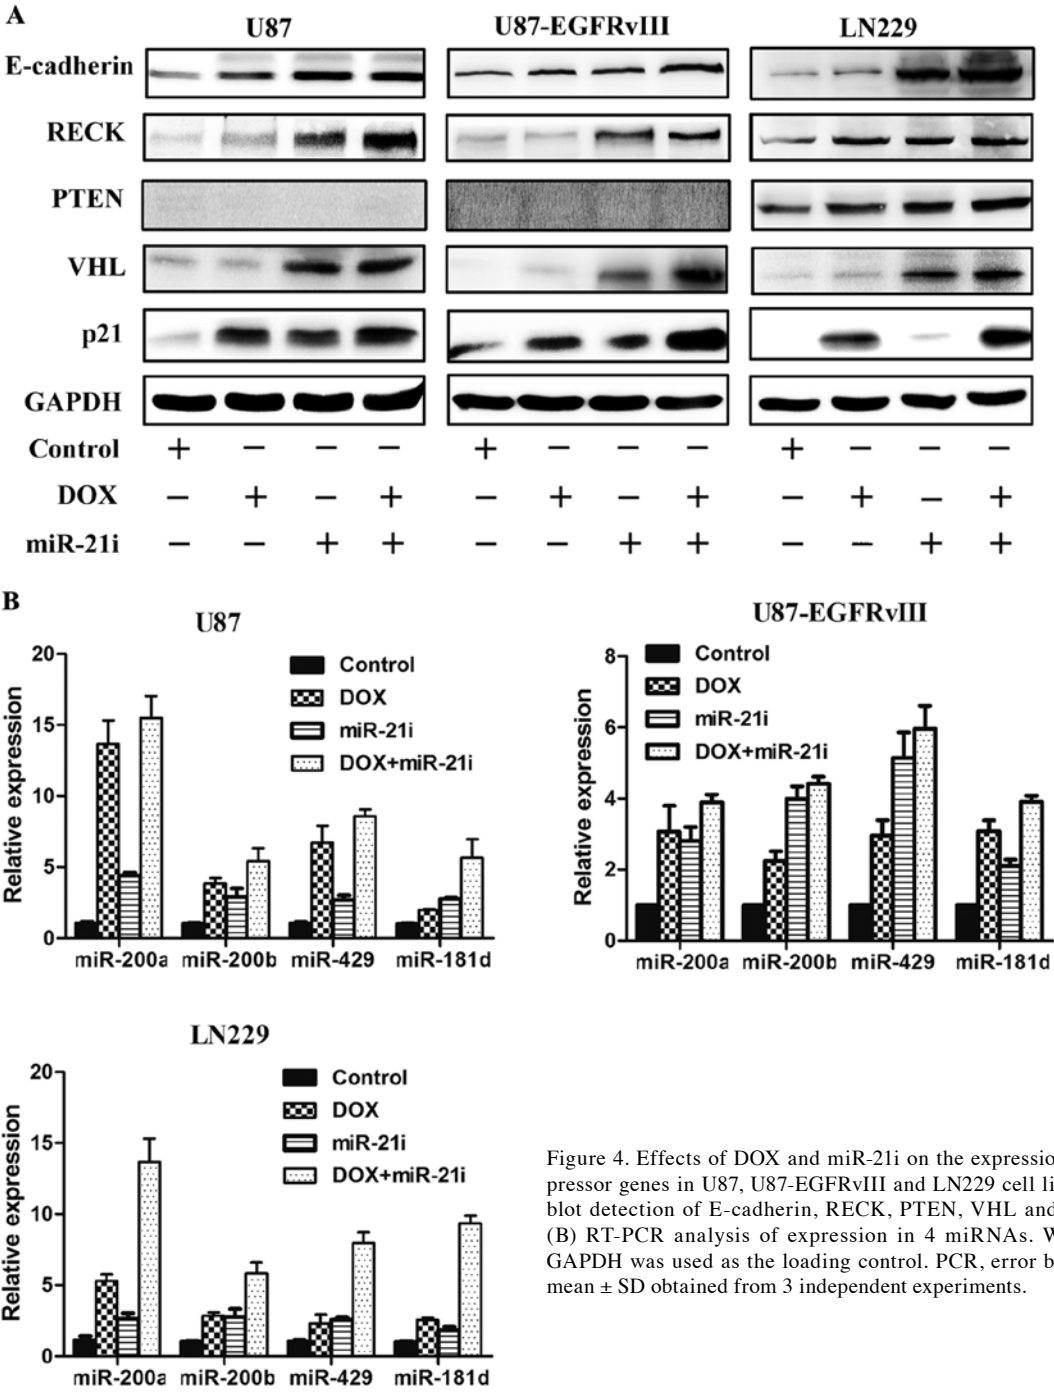 A
U87
U87-EGFRvIII
LN229
E-cadherin
RECK
PTEN
VHL
p21
GAPDH
Control + − − − + − − − + − − −
DOX − + − + − + − + − + − +
miR-21i − − + + − − + + − − + +
B
U87
20
15
10
5
0
Relative expression
Control
DOX
miR-21i
DOX+miR-21i
miR-200a miR-200b miR-429 miR-181d
U87-EGFRvIII
8
6
4
2
0
Relative expression
Control
DOX
miR-21i
DOX+miR-21i
miR-200a miR-200b miR-429 miR-181d
LN229
20
15
10
5
0
Relative expression
Control
DOX
miR-21i
DOX+miR-21i
miR-200a miR-200b miR-429 miR-181d
Figure 4. Effects of DOX and miR-21i on the expressio
pressor genes in U87, U87-EGFRvIII and LN229 cell li
blot detection of E-cadherin, RECK, PTEN, VHL and
(B) RT-PCR analysis of expression in 4 miRNAs. W
GAPDH was used as the loading control. PCR, error b
mean ± SD obtained from 3 independent experiments.